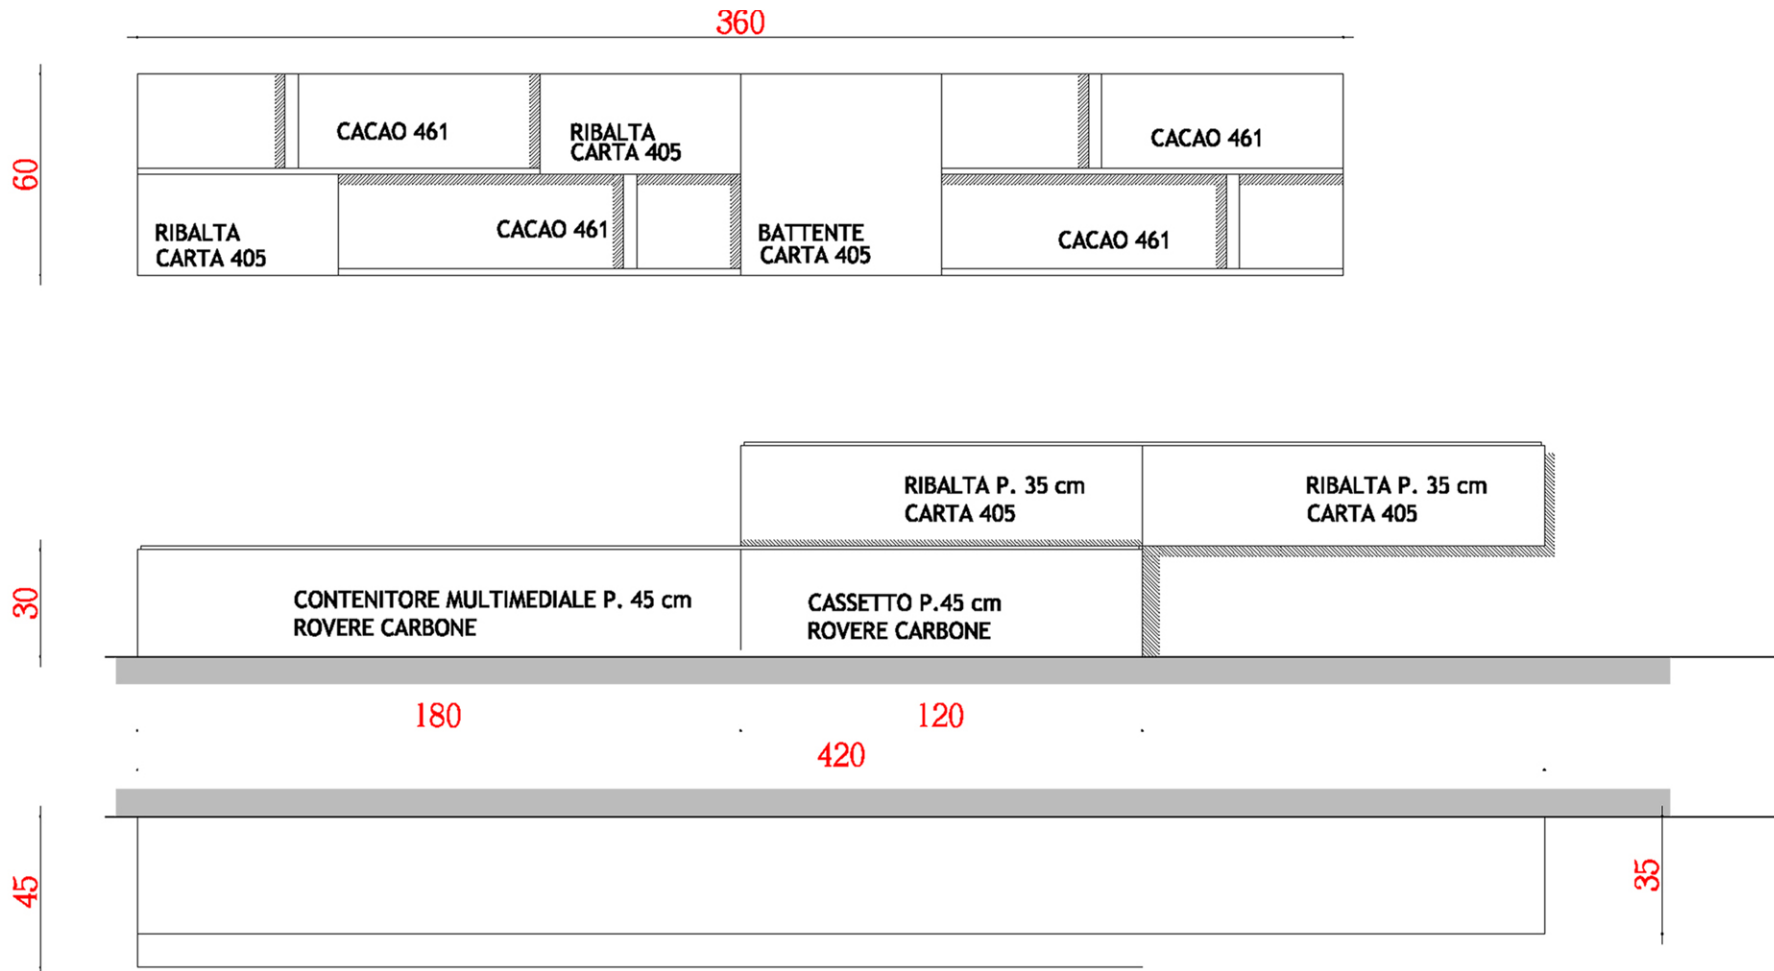 360
60
CACAO 461
RIBALTA
CARTA 405
CACAO 461
RIBALTA
CARTA 405
CACAO 461
BATTENTE
CARTA 405
CACAO 461
RIBALTA P. 35 cm
CARTA 405
RIBALTA P. 35 cm
CARTA 405
30
CONTENITORE MULTIMEDIALE P. 45 cm
ROVERE CARBONE
CASSETTO P.45 cm
ROVERE CARBONE
180
120
420
45
35